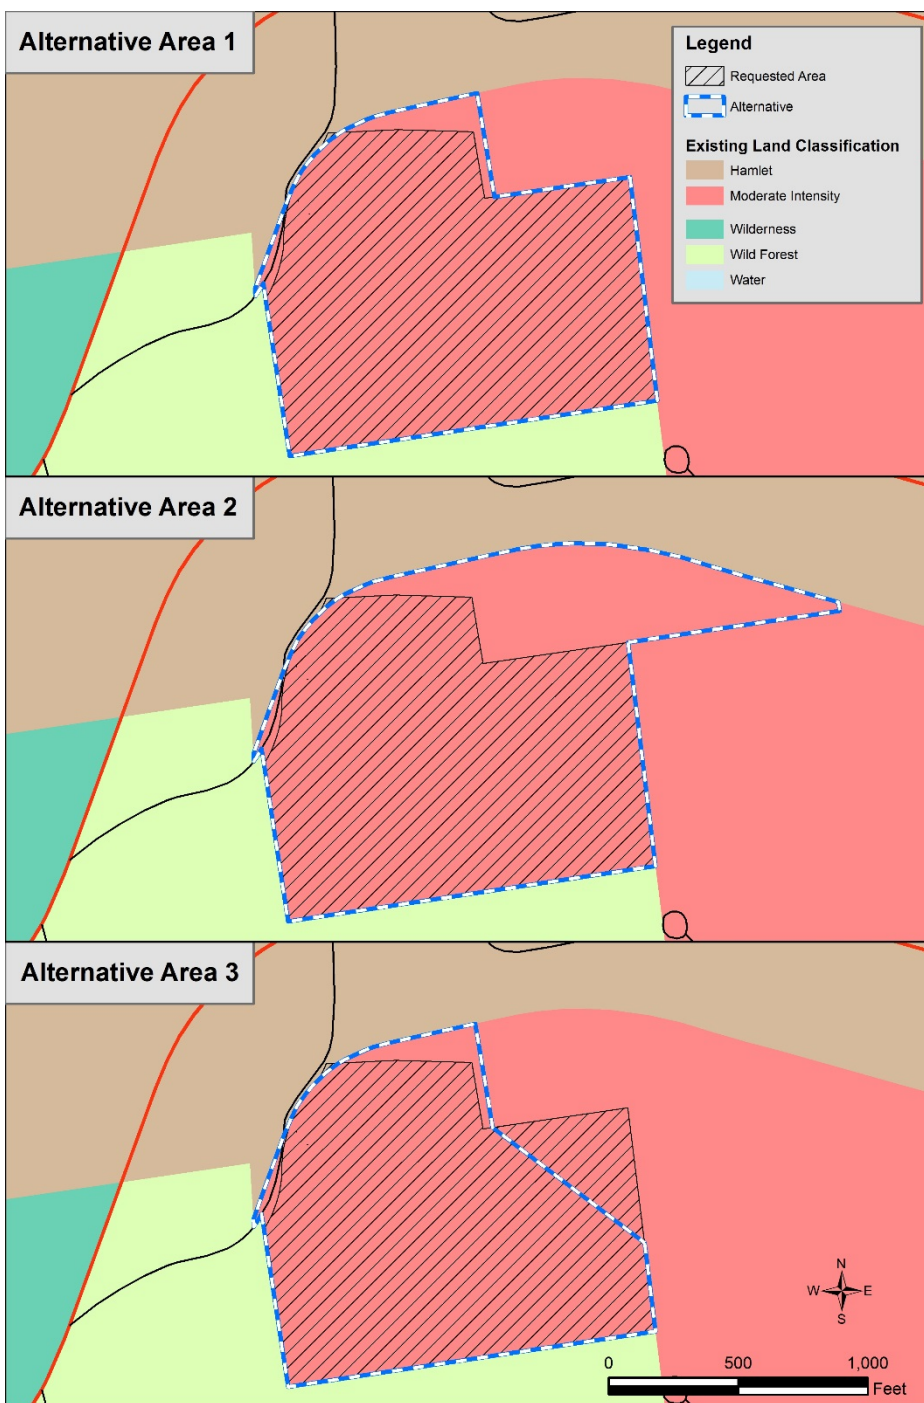 Alternative Area 1
Legend
Requested Area
Alternative
Existing Land Classification
Hamlet
Moderate Intensity
Wilderness
Wild Forest
Water
Alternative Area 2
Alternative Area 3
N
W E
S
0 500 1,000
Feet